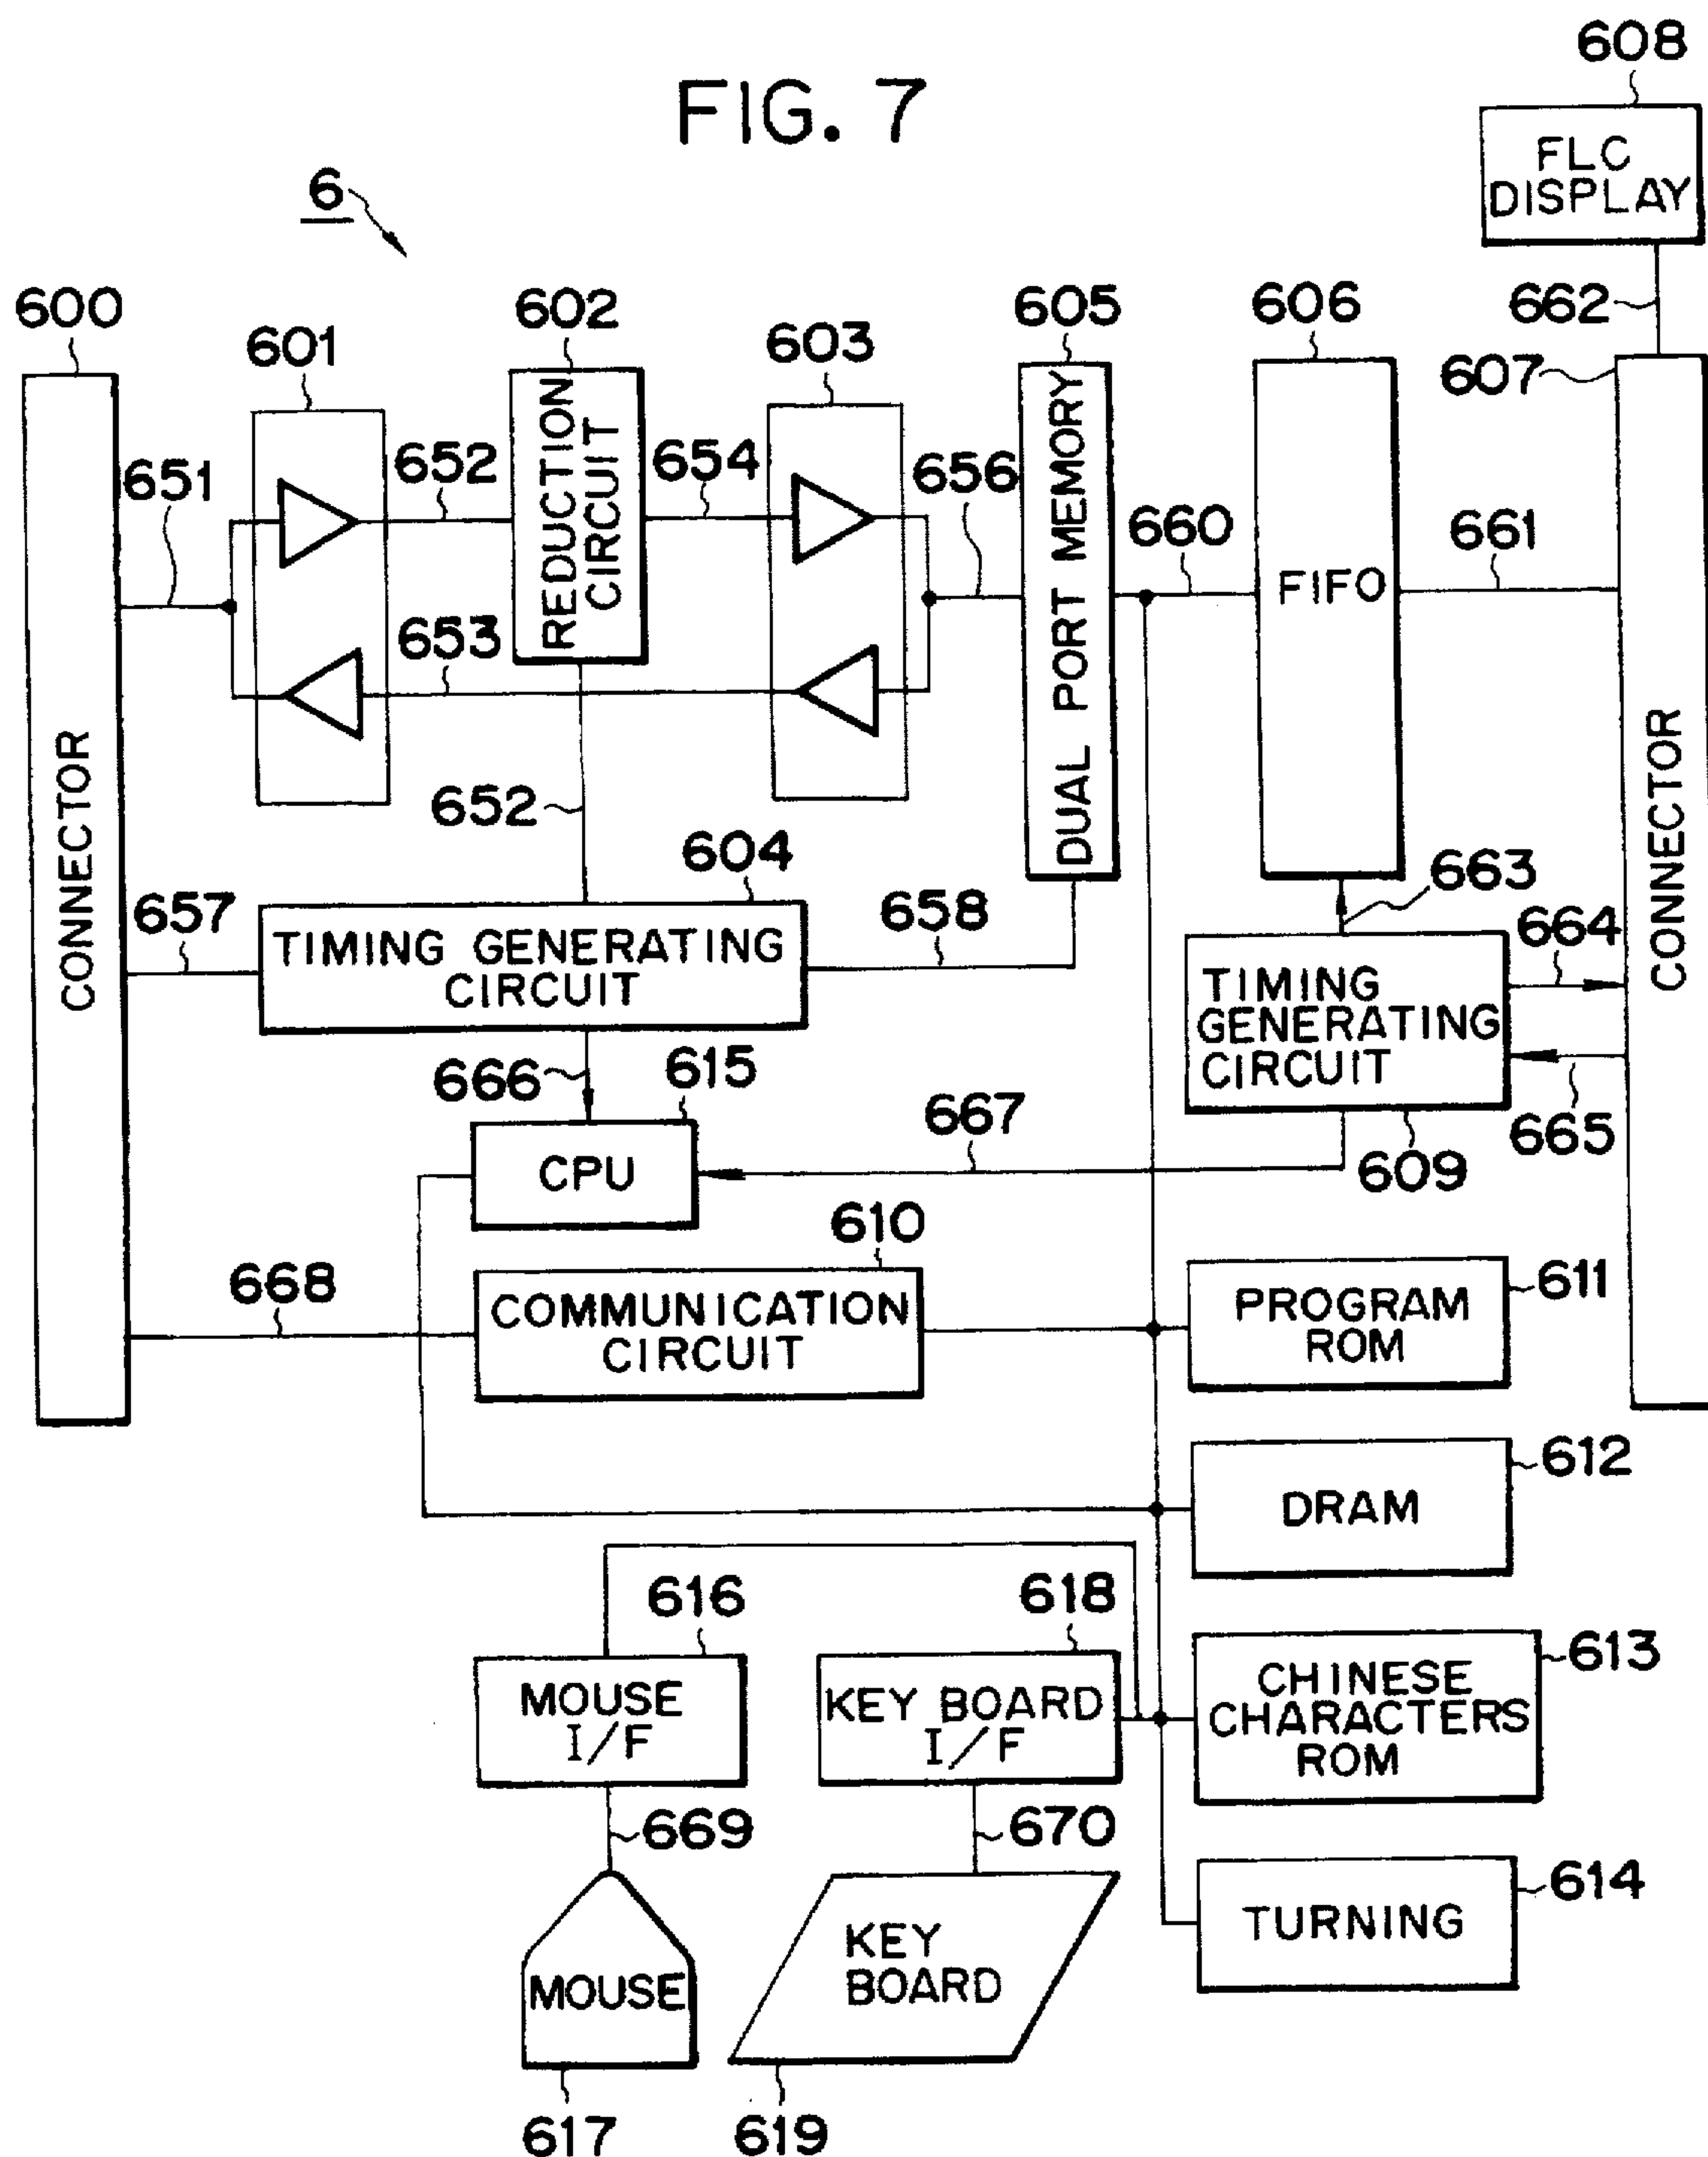 FIG. 7
6
608
FLC
DISPLAY
662
600
601
602
603
605
606
607
651
652
654
656
660
661
653
REDUCTION
CIRCUIT
DUAL PORT MEMORY
FIFO
CONNECTOR
CONNECTOR
652
604
657
658
663
664
TIMING GENERATING
CIRCUIT
TIMING
GENERATING
CIRCUIT
666
615
667
665
609
CPU
610
668
COMMUNICATION
CIRCUIT
PROGRAM
ROM
611
612
DRAM
616
618
613
MOUSE
I/F
KEY BOARD
I/F
CHINESE
CHARACTERS
ROM
669
670
614
TURNING
MOUSE
KEY
BOARD
617
619